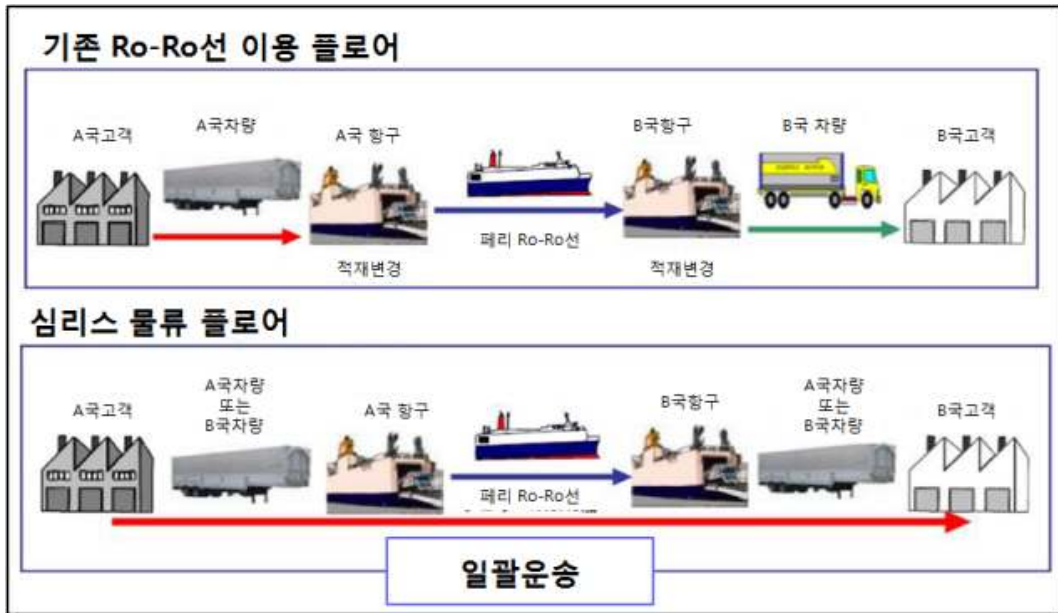 기존 Ro-Ro선 이용 플로어
A국고객
A국차량
A국 항구
B국항구
B국 차량
B국고객
페리 Ro-Ro선
적재변경
적재변경
심리스 물류 플로어
A국고객
A국차량
또는
B국차량
A국 항구
B국항구
A국차량
또는
B국차량
B국고객
페리 Ro-Ro선
일괄운송